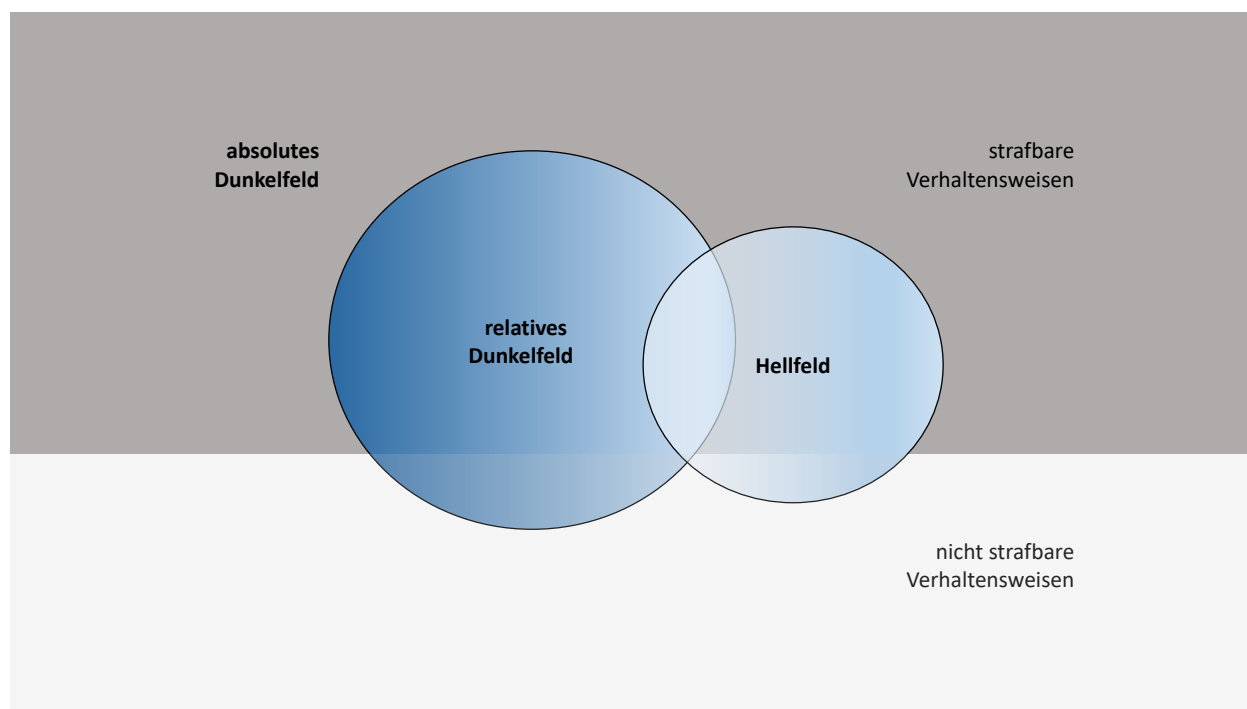 absolutes
Dunkelfeld
strafbare
Verhaltensweisen
relatives
Dunkelfeld
Hellfeld
nicht strafbare
Verhaltensweisen